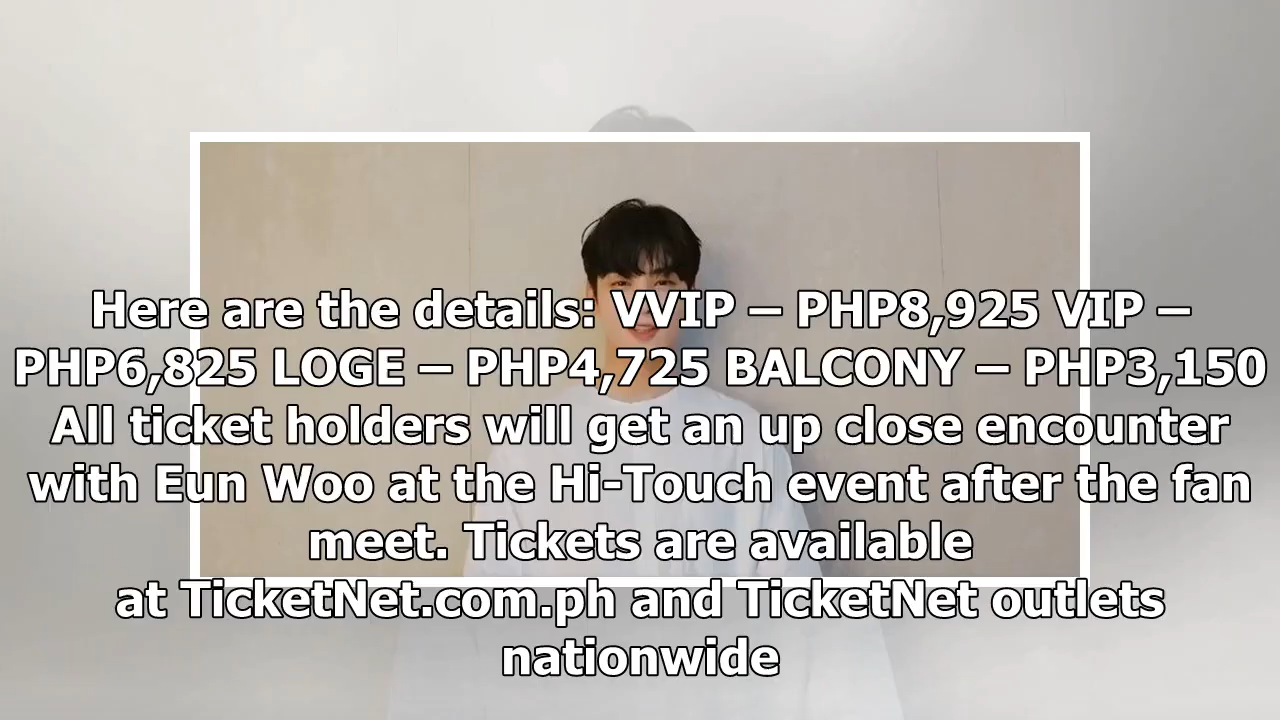 Here are the details: VVIP – PHP8,925 VIP –
PHP6,825 LOGE – PHP4,725 BALCONY – PHP3,150
All ticket holders will get an up close encounter
with Eun Woo at the Hi-Touch event after the fan
meet. Tickets are available
at TicketNet.com.ph and TicketNet outlets
nationwide